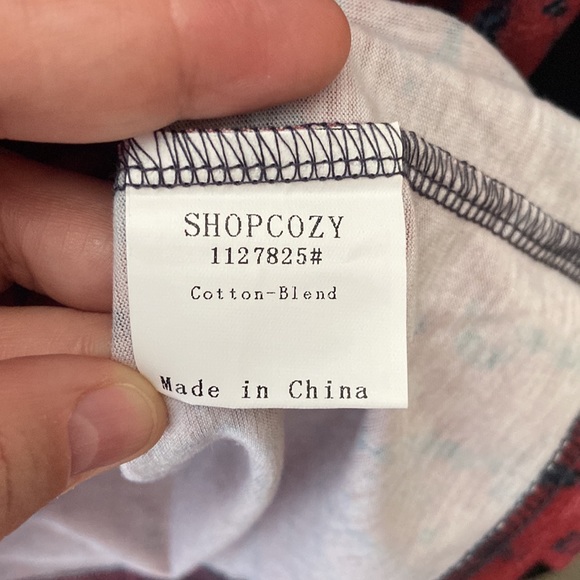 SHOPCOZY
1127825#
Cotton-Blend
Made in China